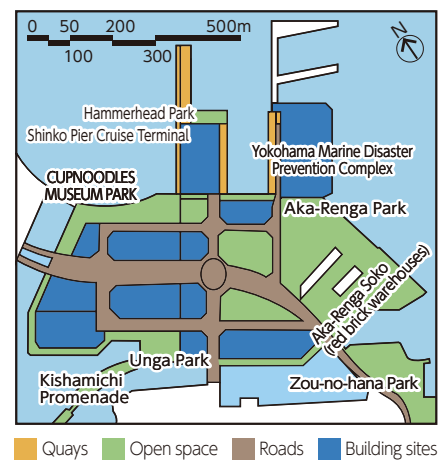 0 50 200 500m
100 300
N
Hammerhead Park
Shinko Pier Cruise Terminal
Yokohama Marine Disaster
Prevention Complex
CUPNOODLES
MUSEUM PARK
Aka-Renga Park
Aka-Renga Soko
(red brick warehouses)
Unga Park
Kishamichi
Promenade
Zou-no-hana Park
Quays Open space Roads Building sites